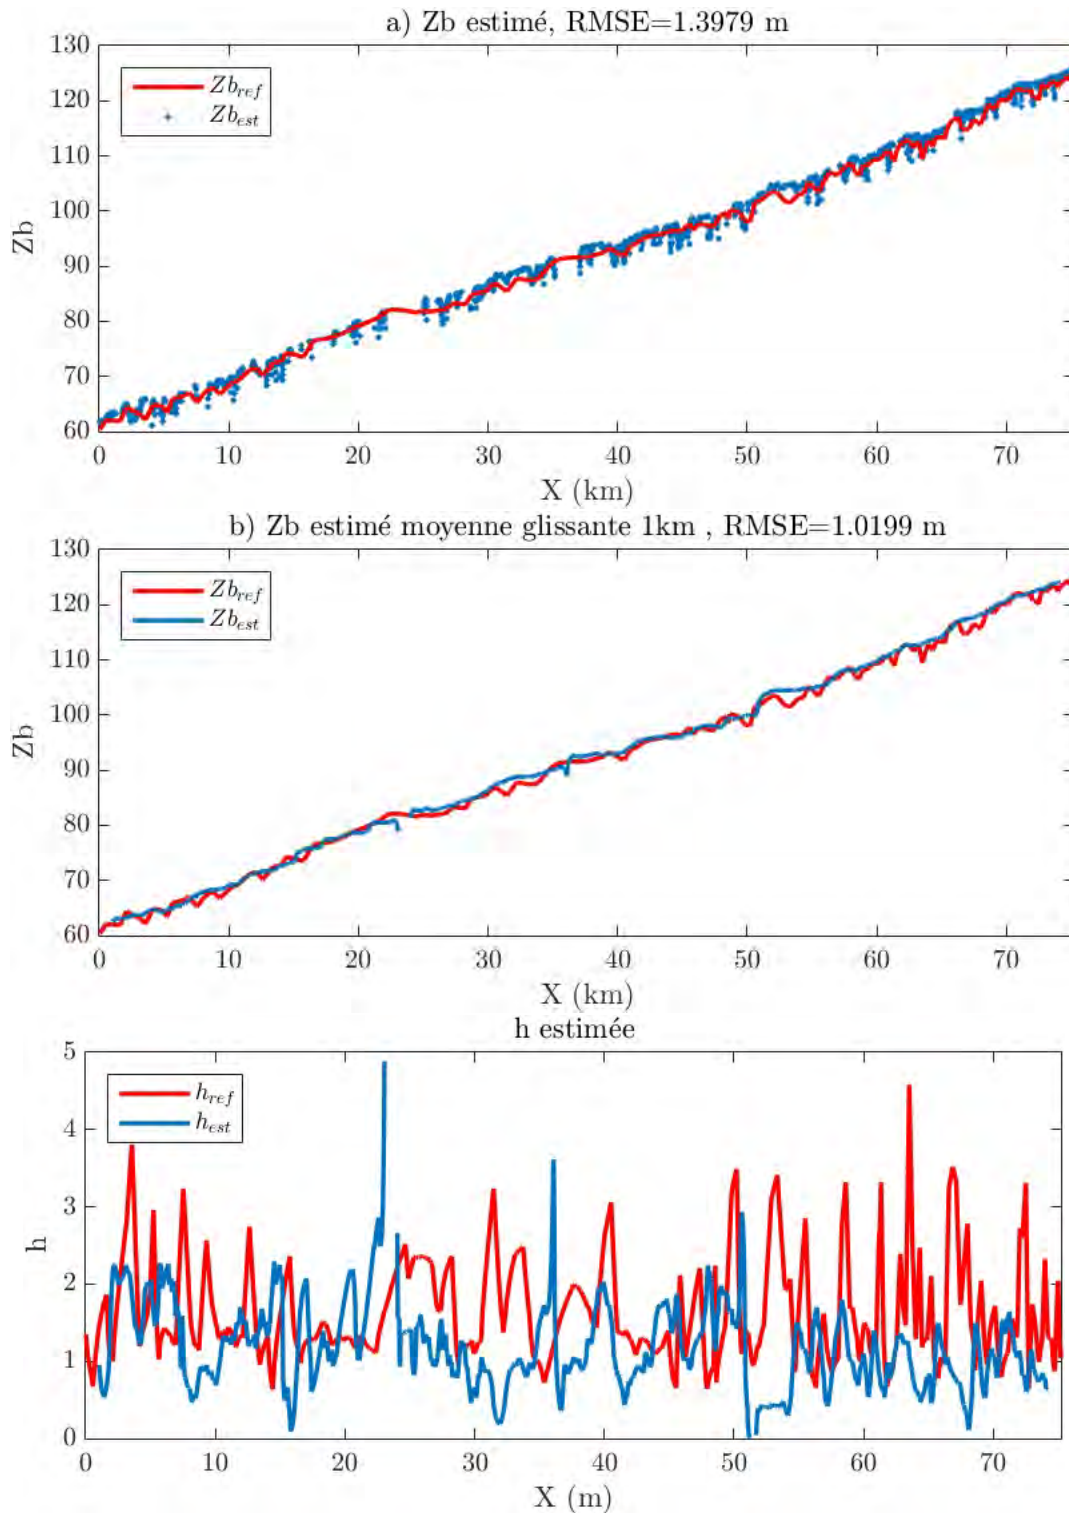 a) Zb estimé, RMSE=1.3979 m
130
120
110
100
90
80
70
60
Zb
Zb_ref
Zb_est
0 10 20 30 40 50 60 70
X (km)
b) Zb estimé moyenne glissante 1km , RMSE=1.0199 m
130
120
110
100
90
80
70
60
Zb
Zb_ref
Zb_est
0 10 20 30 40 50 60 70
X (km)
h estimée
5
4
3
2
1
0
h
h_ref
h_est
0 10 20 30 40 50 60 70
X (m)